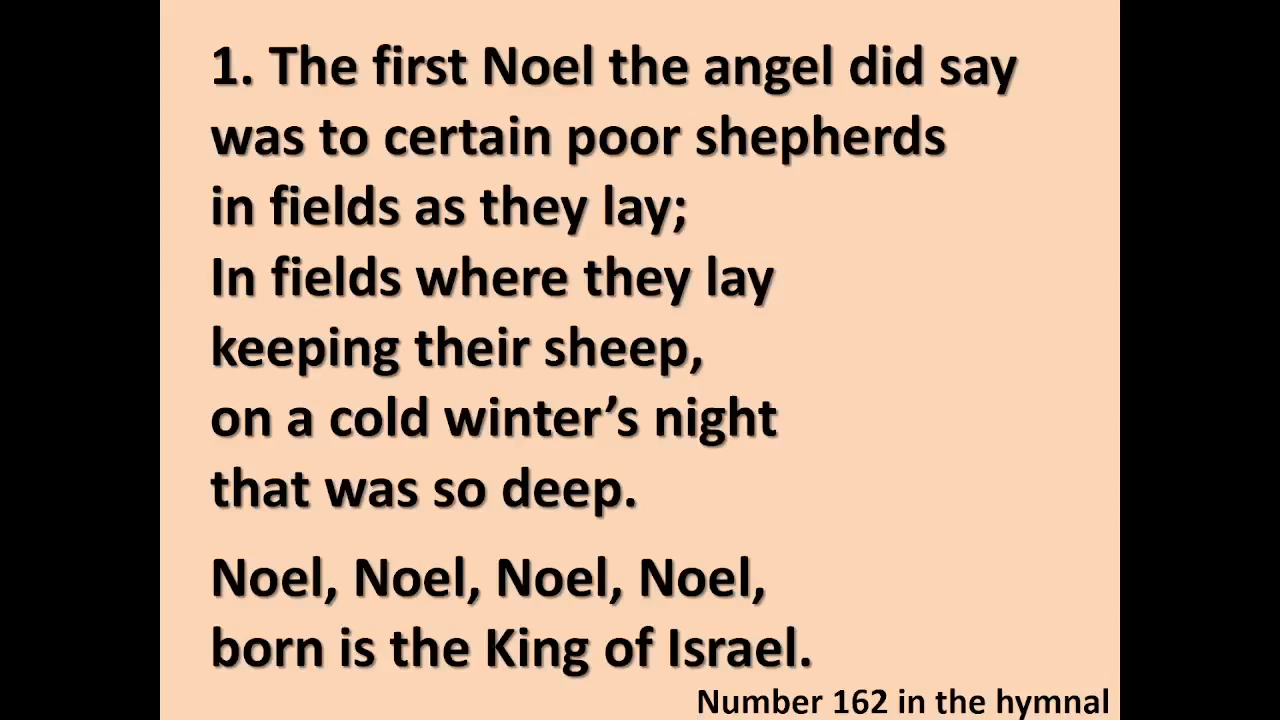 1. The first Noel the angel did say
was to certain poor shepherds
in fields as they lay;
In fields where they lay
keeping their sheep,
on a cold winter’s night
that was so deep.
Noel, Noel, Noel, Noel,
born is the King of Israel.
Number 162 in the hymnal